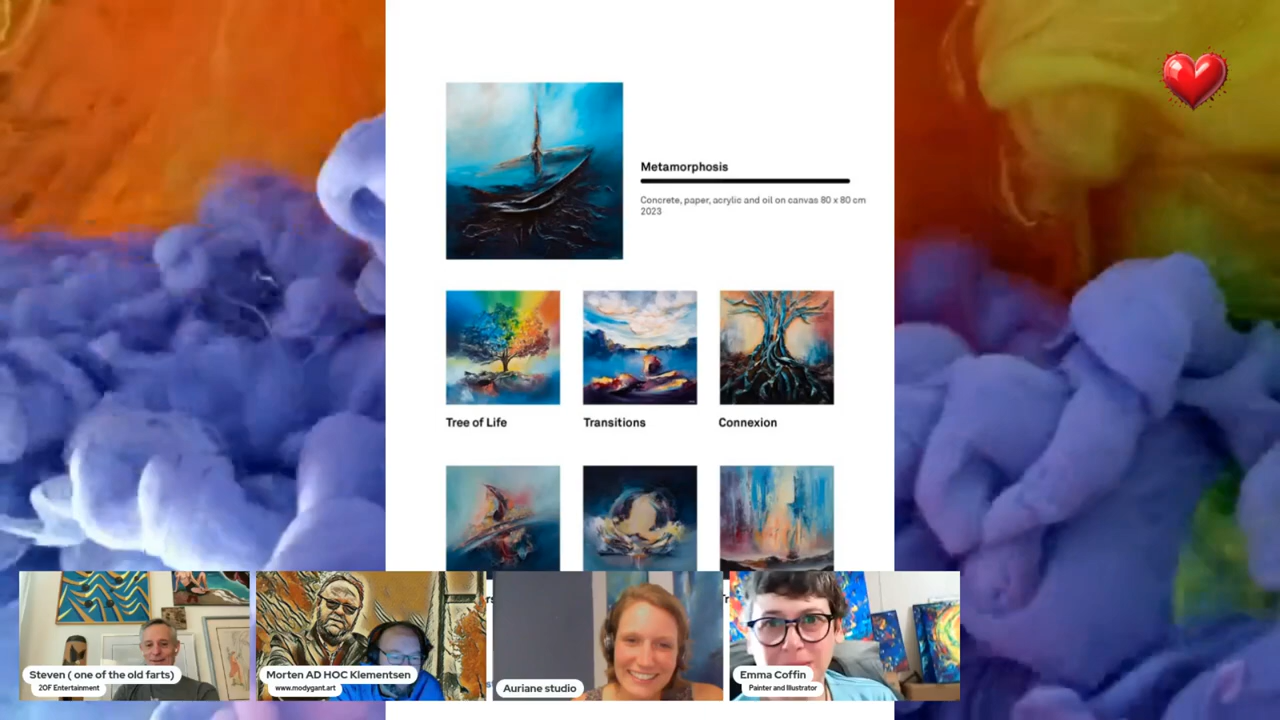 Metamorphosis
Concrete, paper, acrylic and oil on canvas 80 x 80 cm
2023
Tree of Life
Transitions
Connexion
Steven ( one of the old farts)
2OF Entertainment
Morten AD HOC Klementsen
www.modygant.art
Auriane studio
Emma Coffin
Painter and Illustrator